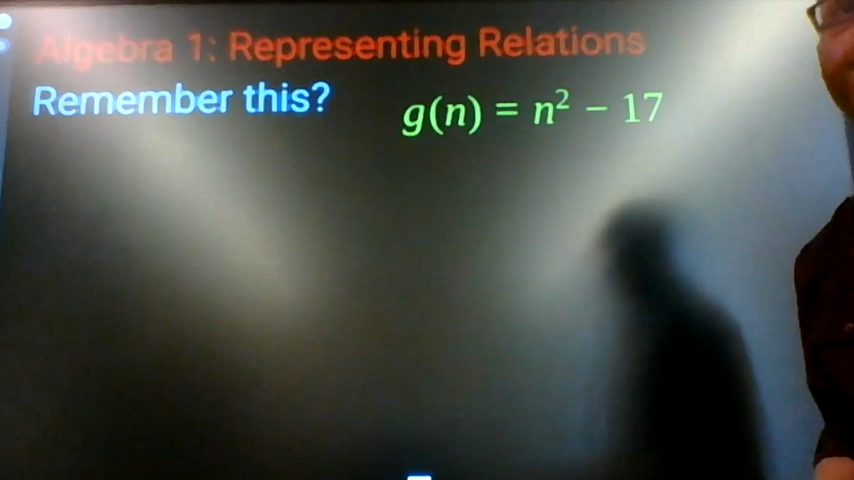 Algebra 1: Representing Relations
Remember this?
g(n) = n² − 17